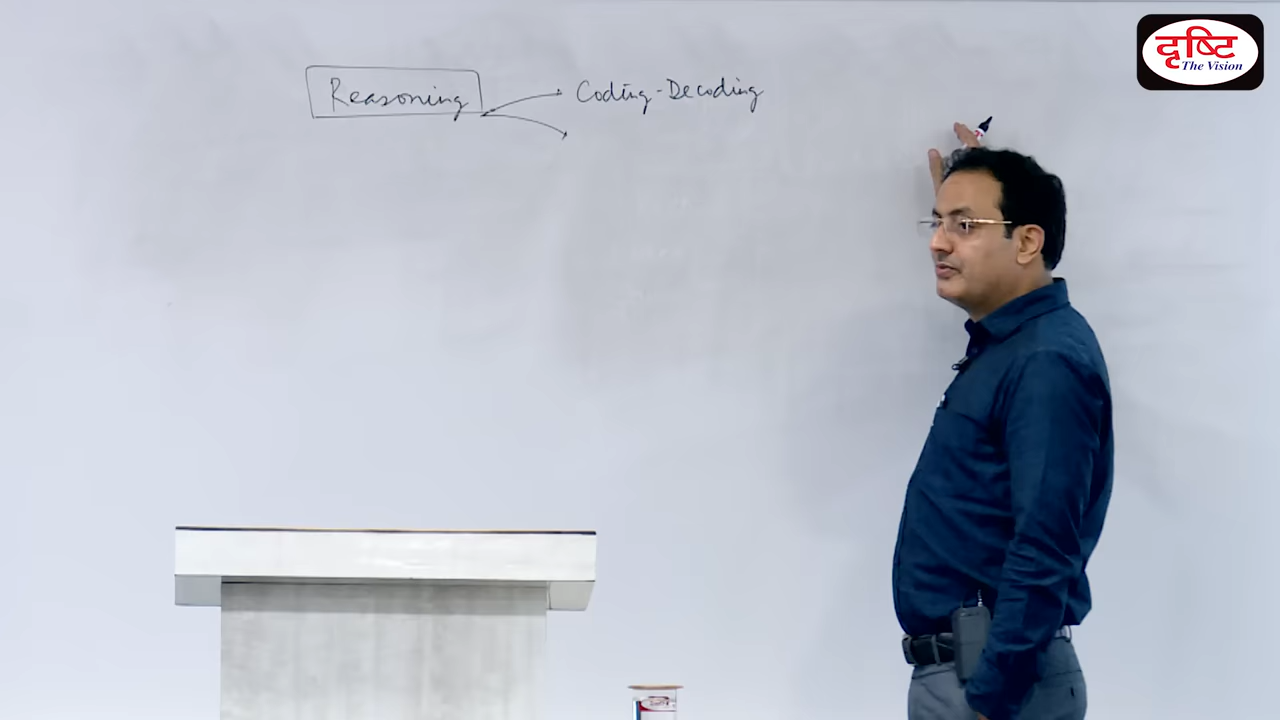 Reasoning
Coding-Decoding
दृष्टि
The Vision